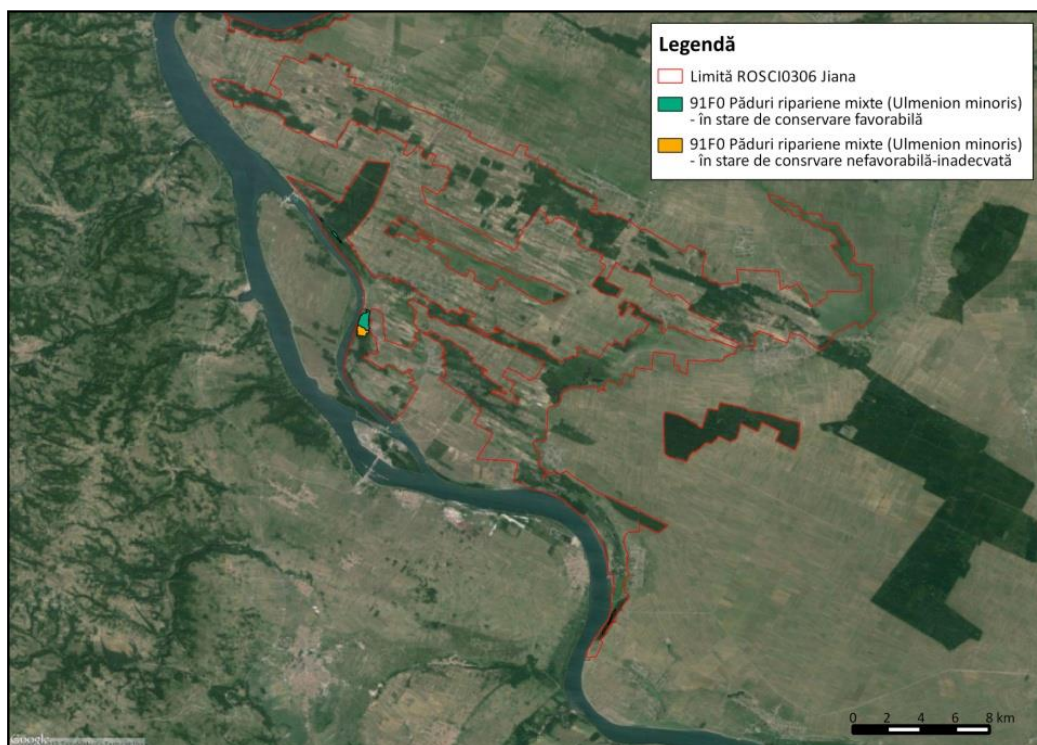 Legendă
Limită ROSCI0306 Jiana
91F0 Păduri ripariene mixte (Ulmenion minoris)
- în stare de conservare favorabilă
91F0 Păduri ripariene mixte (Ulmenion minoris)
- în stare de consrvare nefavorabilă-inadecvată
0 2 4 6 8 km
Google